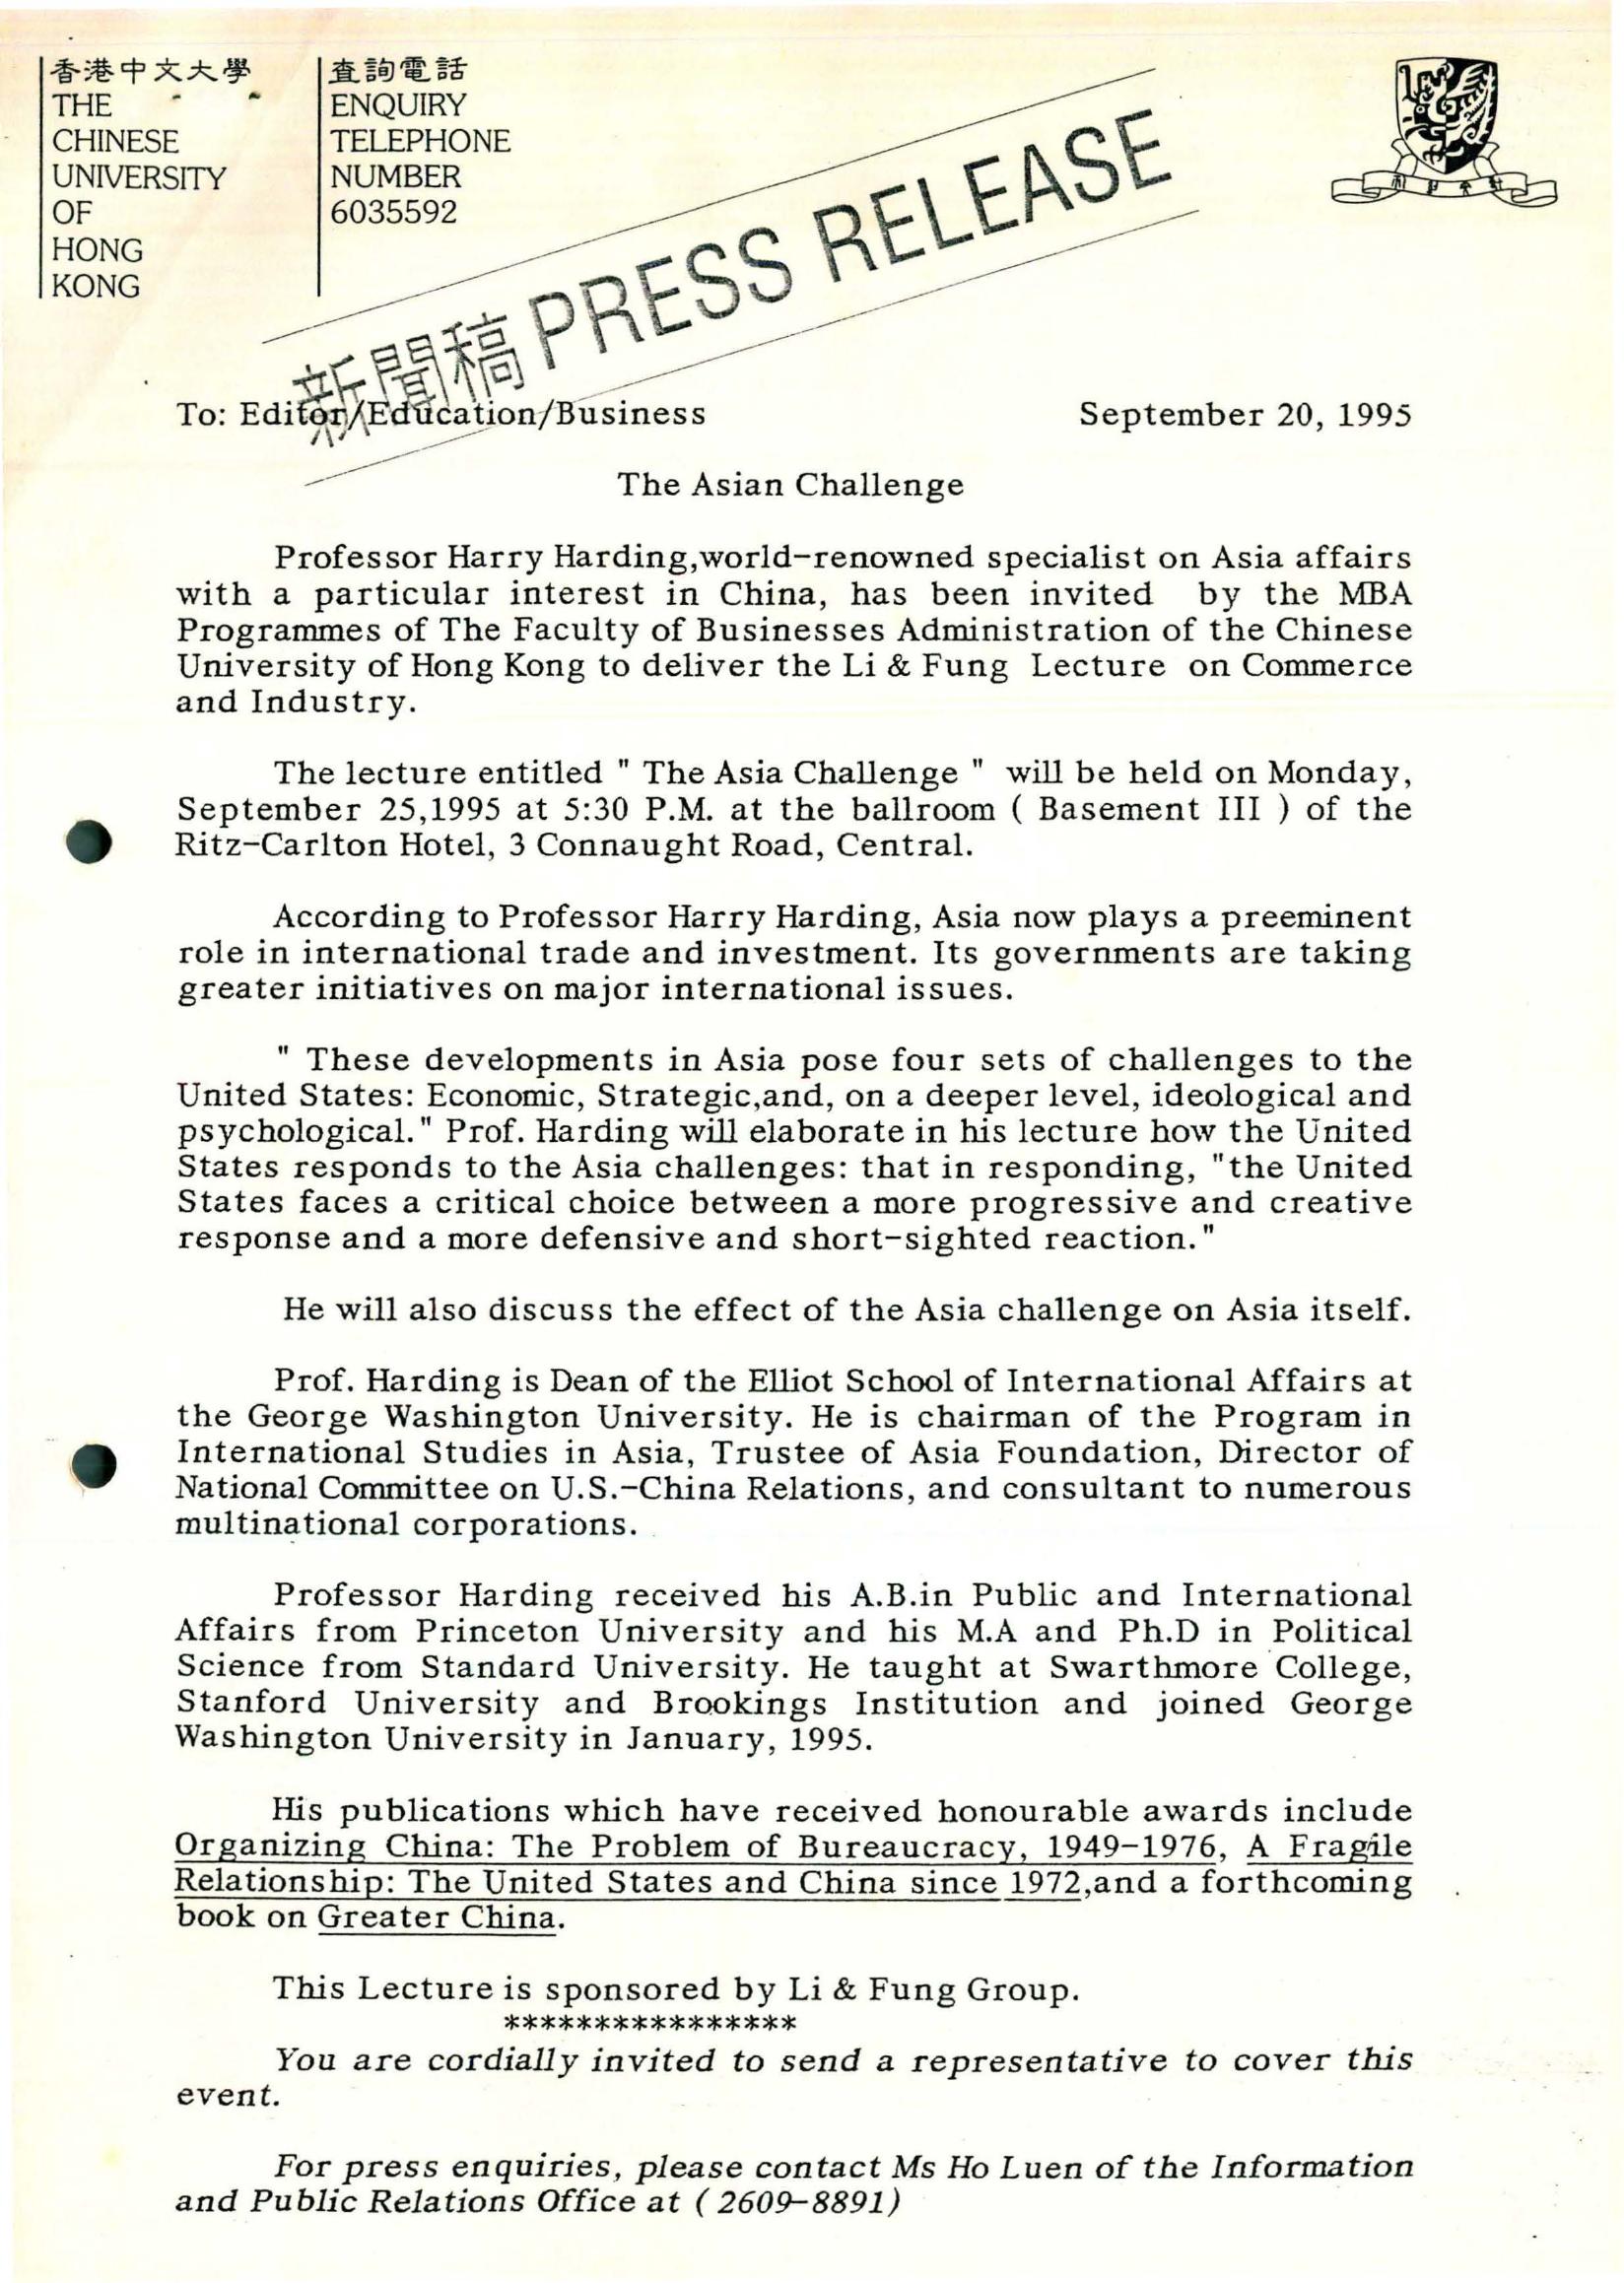 香港中文大學
THE
CHINESE
UNIVERSITY
OF
HONG
KONG
查詢電話
ENQUIRY
TELEPHONE
NUMBER
6035592
新聞稿 PRESS RELEASE
To: Editor/Education/Business September 20, 1995
The Asian Challenge
Professor Harry Harding,world-renowned specialist on Asia affairs
with a particular interest in China, has been invited by the MBA
Programmes of The Faculty of Businesses Administration of the Chinese
University of Hong Kong to deliver the Li & Fung Lecture on Commerce
and Industry.
The lecture entitled " The Asia Challenge " will be held on Monday,
September 25,1995 at 5:30 P.M. at the ballroom ( Basement III ) of the
Ritz-Carlton Hotel, 3 Connaught Road, Central.
According to Professor Harry Harding, Asia now plays a preeminent
role in international trade and investment. Its governments are taking
greater initiatives on major international issues.
" These developments in Asia pose four sets of challenges to the
United States: Economic, Strategic,and, on a deeper level, ideological and
psychological." Prof. Harding will elaborate in his lecture how the United
States responds to the Asia challenges: that in responding, "the United
States faces a critical choice between a more progressive and creative
response and a more defensive and short-sighted reaction."
He will also discuss the effect of the Asia challenge on Asia itself.
Prof. Harding is Dean of the Elliot School of International Affairs at
the George Washington University. He is chairman of the Program in
International Studies in Asia, Trustee of Asia Foundation, Director of
National Committee on U.S.-China Relations, and consultant to numerous
multinational corporations.
Professor Harding received his A.B.in Public and International
Affairs from Princeton University and his M.A and Ph.D in Political
Science from Standard University. He taught at Swarthmore College,
Stanford University and Brookings Institution and joined George
Washington University in January, 1995.
His publications which have received honourable awards include
Organizing China: The Problem of Bureaucracy, 1949-1976, A Fragile
Relationship: The United States and China since 1972,and a forthcoming
book on Greater China.
This Lecture is sponsored by Li & Fung Group.
****************
You are cordially invited to send a representative to cover this
event.
For press enquiries, please contact Ms Ho Luen of the Information
and Public Relations Office at ( 2609-8891)